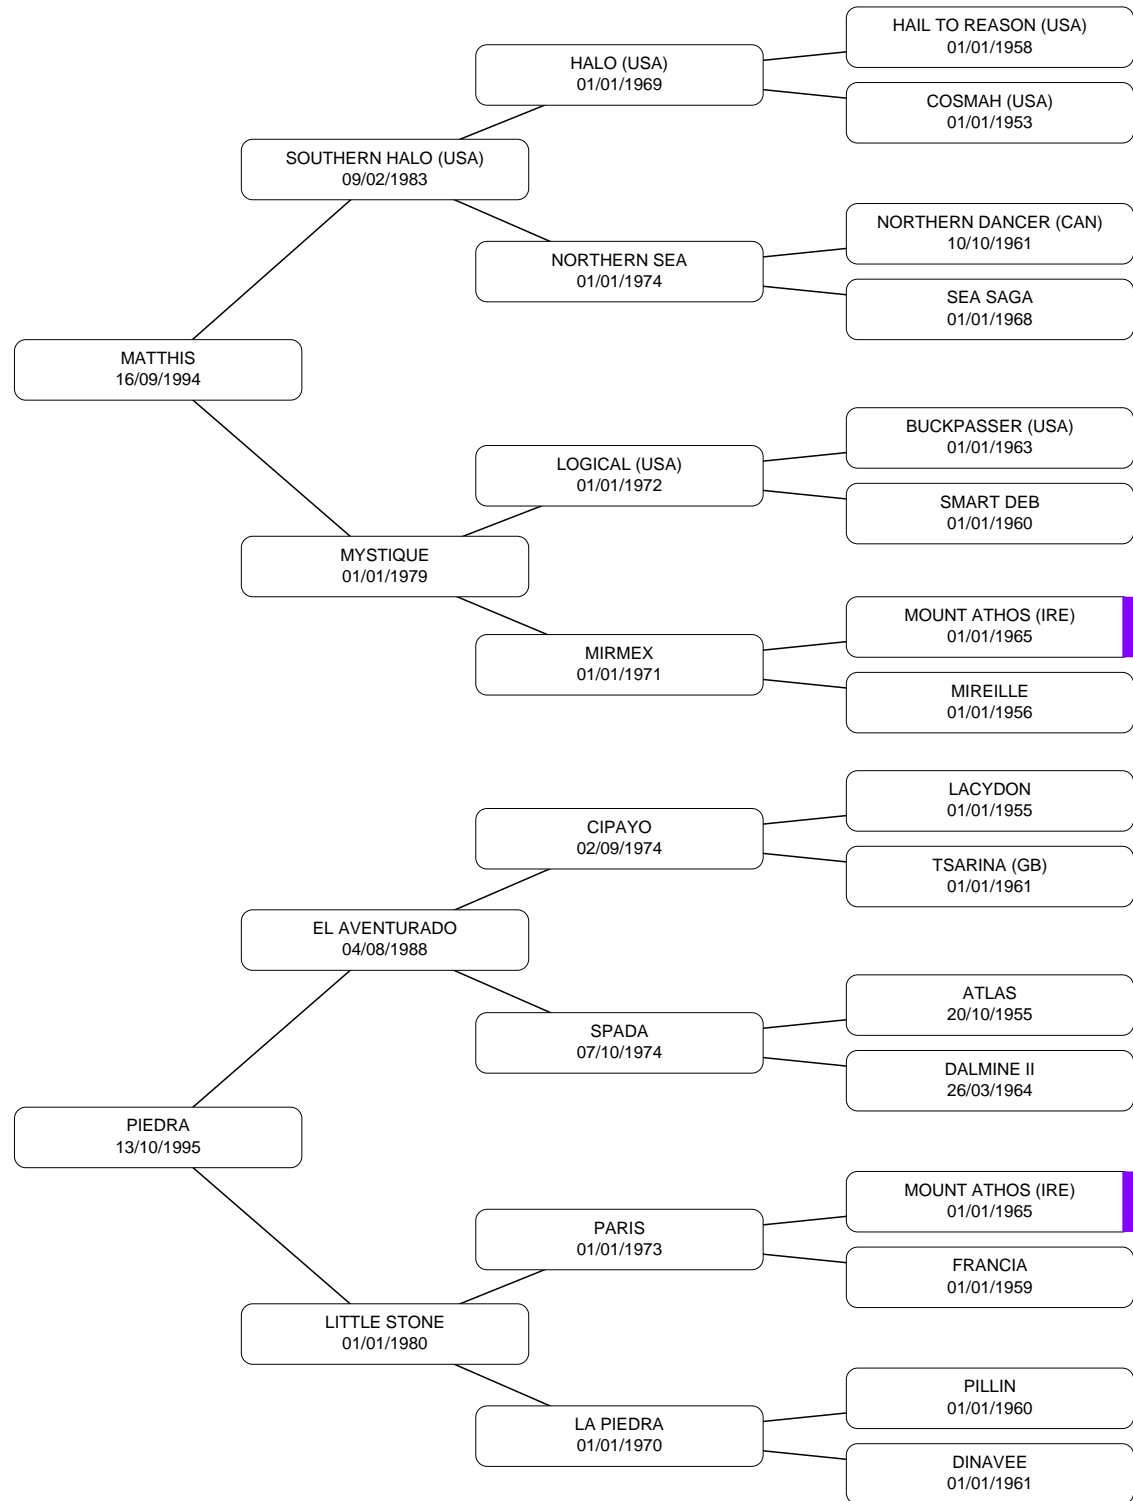 HAIL TO REASON (USA)
01/01/1958
HALO (USA)
01/01/1969
COSMAH (USA)
01/01/1953
SOUTHERN HALO (USA)
09/02/1983
NORTHERN DANCER (CAN)
10/10/1961
NORTHERN SEA
01/01/1974
SEA SAGA
01/01/1968
MATTHIS
16/09/1994
BUCKPASSER (USA)
01/01/1963
LOGICAL (USA)
01/01/1972
SMART DEB
01/01/1960
MYSTIQUE
01/01/1979
MOUNT ATHOS (IRE)
01/01/1965
MIRMEX
01/01/1971
MIREILLE
01/01/1956
LACYDON
01/01/1955
CIPAYO
02/09/1974
TSARINA (GB)
01/01/1961
EL AVENTURADO
04/08/1988
ATLAS
20/10/1955
SPADA
07/10/1974
DALMINE II
26/03/1964
PIEDRA
13/10/1995
MOUNT ATHOS (IRE)
01/01/1965
PARIS
01/01/1973
FRANCIA
01/01/1959
LITTLE STONE
01/01/1980
PILLIN
01/01/1960
LA PIEDRA
01/01/1970
DINAVEE
01/01/1961